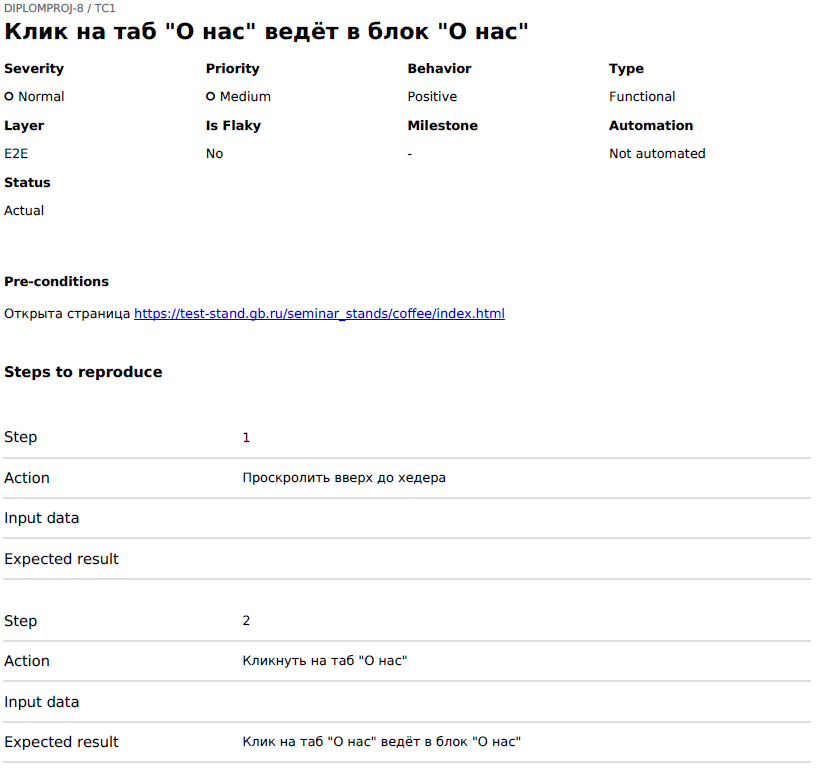 DIPLOMPROJ-8 / TC1
Клик на таб "О нас" ведёт в блок "О нас"
Severity Priority Behavior Type
Normal Medium Positive Functional
Layer Is Flaky Milestone Automation
E2E No - Not automated
Status
Actual
Pre-conditions
Открыта страница https://test-stand.gb.ru/seminar_stands/coffee/index.html
Steps to reproduce
Step 1
Action Проскролить вверх до хедера
Input data
Expected result
Step 2
Action Кликнуть на таб "О нас"
Input data
Expected result Клик на таб "О нас" ведёт в блок "О нас"